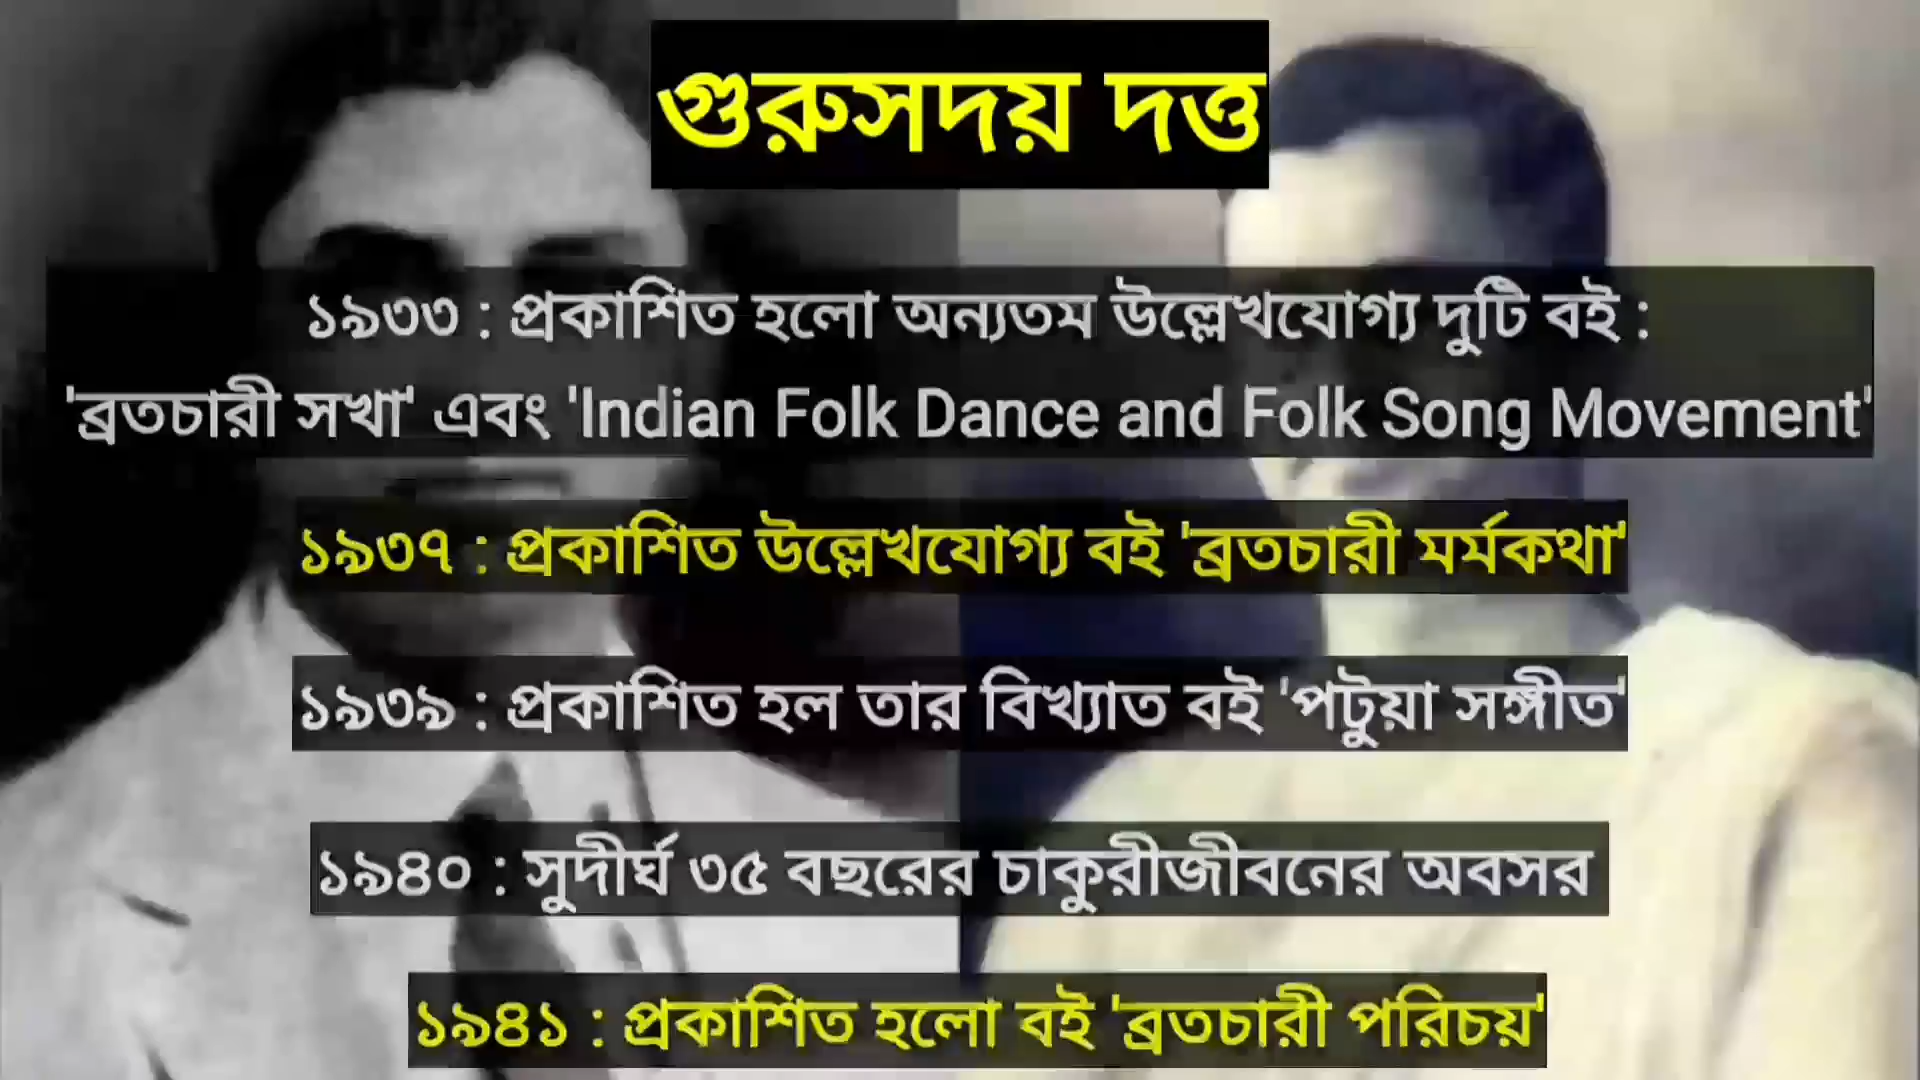 গুরুসদয় দত্ত
১৯৩৩ : প্রকাশিত হলো অন্যতম উল্লেখযোগ্য দুটি বই :
'ব্রতচারী সখা' এবং 'Indian Folk Dance and Folk Song Movement'
১৯৩৭ : প্রকাশিত উল্লেখযোগ্য বই 'ব্রতচারী মর্মকথা'
১৯৩৯ : প্রকাশিত হল তার বিখ্যাত বই 'পটুয়া সঙ্গীত'
১৯৪০ : সুদীর্ঘ ৩৫ বছরের চাকুরীজীবনের অবসর
১৯৪১ : প্রকাশিত হলো বই 'ব্রতচারী পরিচয়'